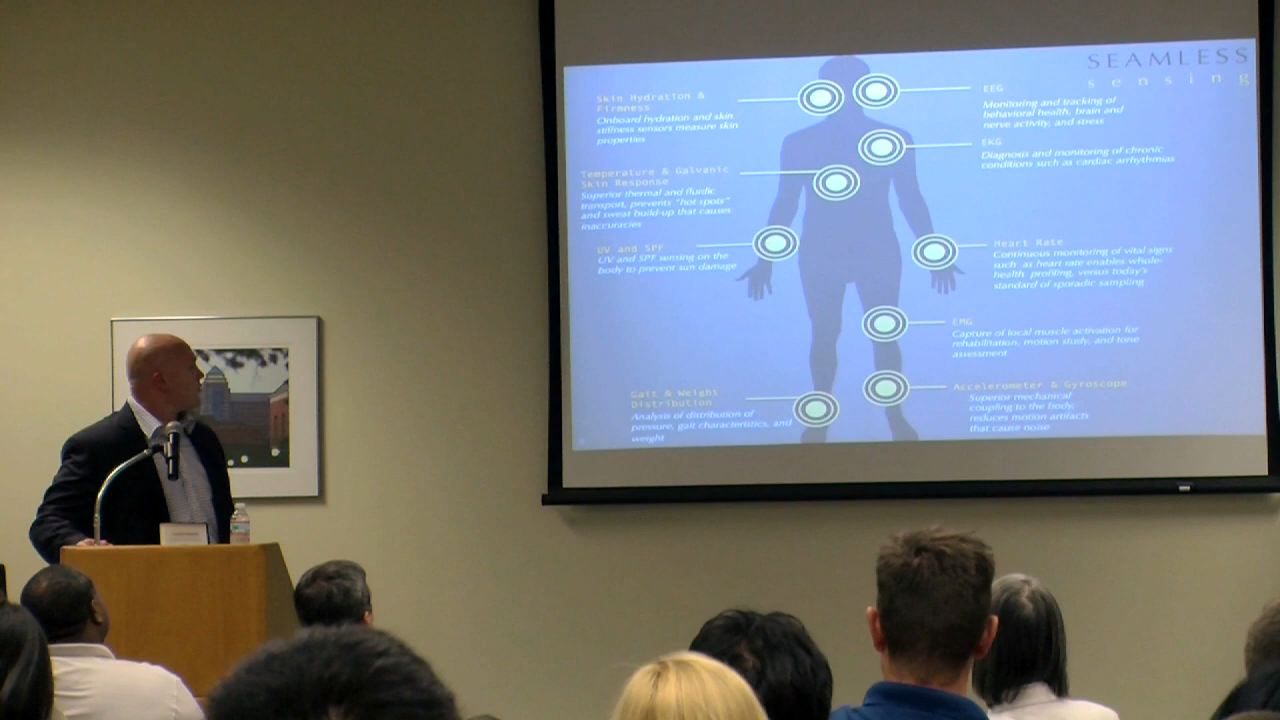 SEAMLESS
sensing
Skin Hydration &
Firmness
Onboard hydration and skin
stiffness sensors measure skin
properties
Temperature & Galvanic
Skin Response
Superior thermal and fluidic
transport, prevents "hot spots"
and sweat build-up that causes
inaccuracies
UV and SPF
UV and SPF sensing on the
body to prevent sun damage
Gait & Weight
Distribution
Analysis of distribution of
pressure, gait characteristics, and
weight
EEG
Monitoring and tracking of
behavioral health, brain and
nerve activity, and stress
EKG
Diagnosis and monitoring of chronic
conditions such as cardiac arrhythmias
Heart Rate
Continuous monitoring of vital signs
such as heart rate enables whole-
health profiling, versus today's
standard of sporadic sampling
EMG
Capture of local muscle activation for
rehabilitation, motion study, and tone
assessment
Accelerometer & Gyroscope
Superior mechanical
coupling to the body,
reduces motion artifacts
that cause noise